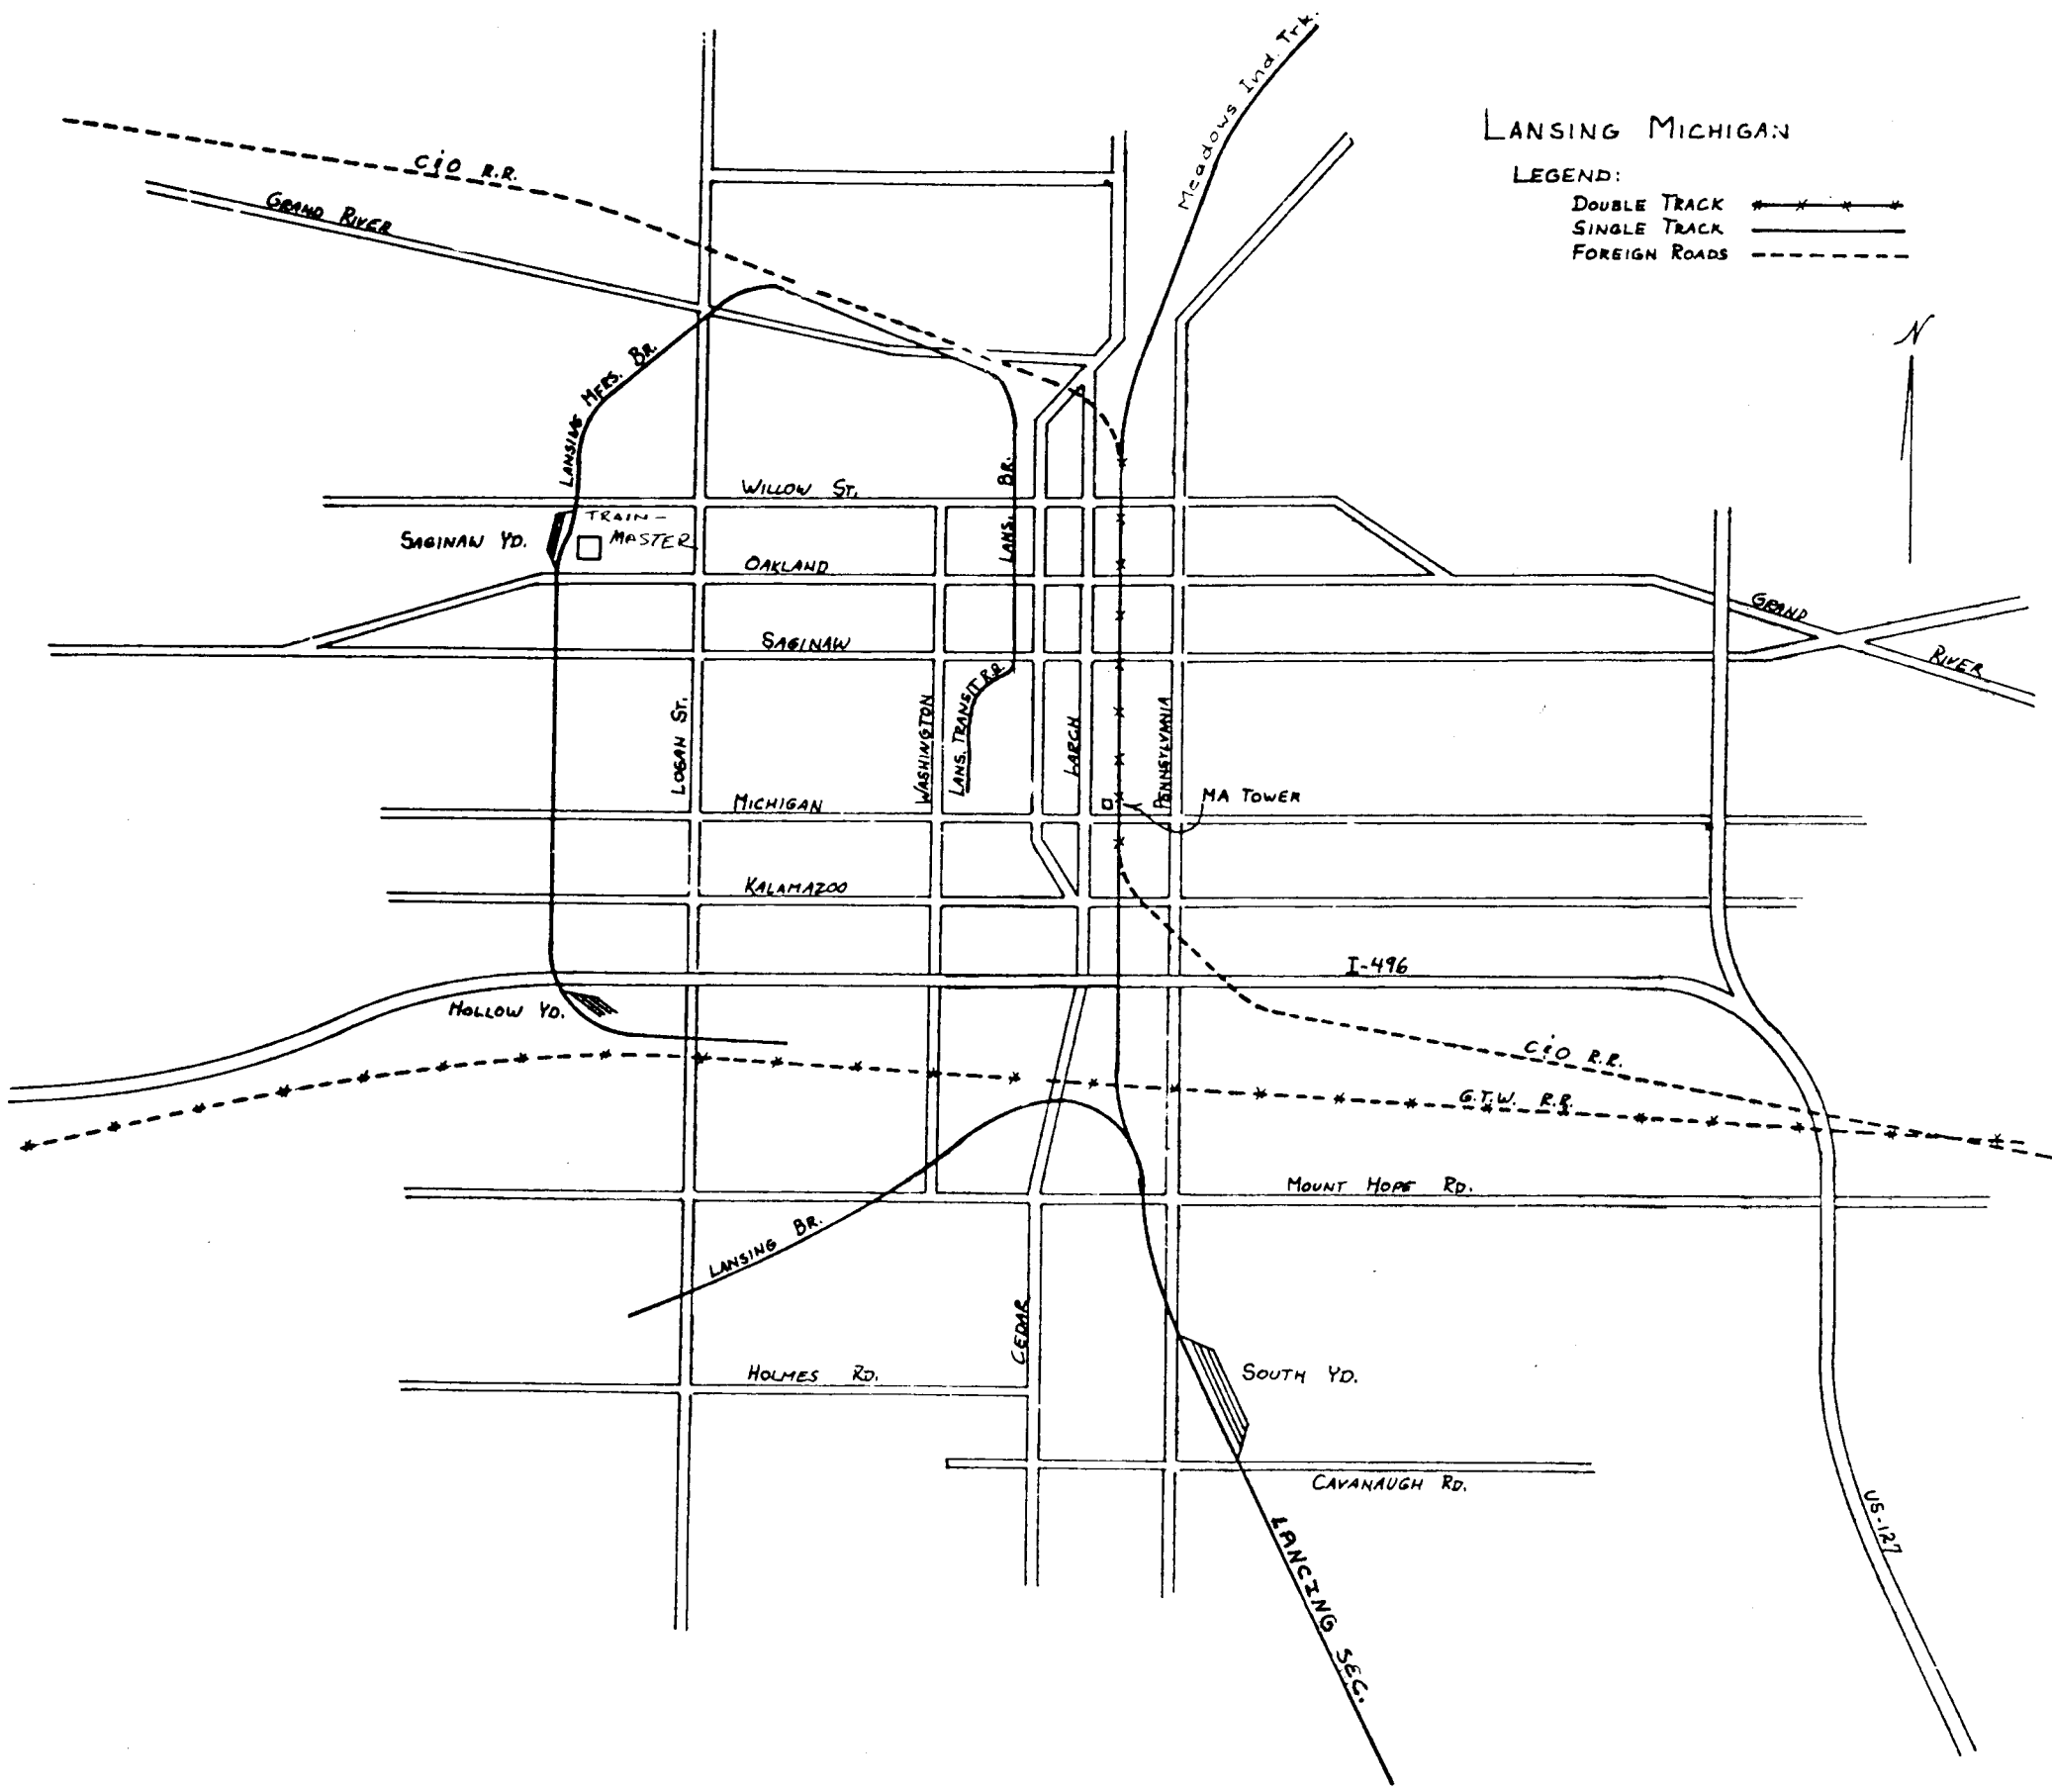 Meadows Ind. Trk.
LANSING MICHIGAN
LEGEND:
DOUBLE TRACK
SINGLE TRACK
FOREIGN ROADS
C&O R.R.
GRAND RIVER
N
LANSING MFRS. BR.
LANS. BR.
WILLOW ST.
SAGINAW YD.
TRAIN-
MASTER
OAKLAND
GRAND
RIVER
SAGINAW
LOGAN ST.
WASHINGTON
LANS. TRANSIT R.R.
LARCH
PENNSYLVANIA
MA TOWER
MICHIGAN
KALAMAZOO
I-496
HOLLOW YD.
C&O R.R.
G.T.W. R.R.
MOUNT HOPE RD.
LANSING BR.
CEDAR
HOLMES RD.
SOUTH YD.
CAVANAUGH RD.
US-127
LANCING SEC.